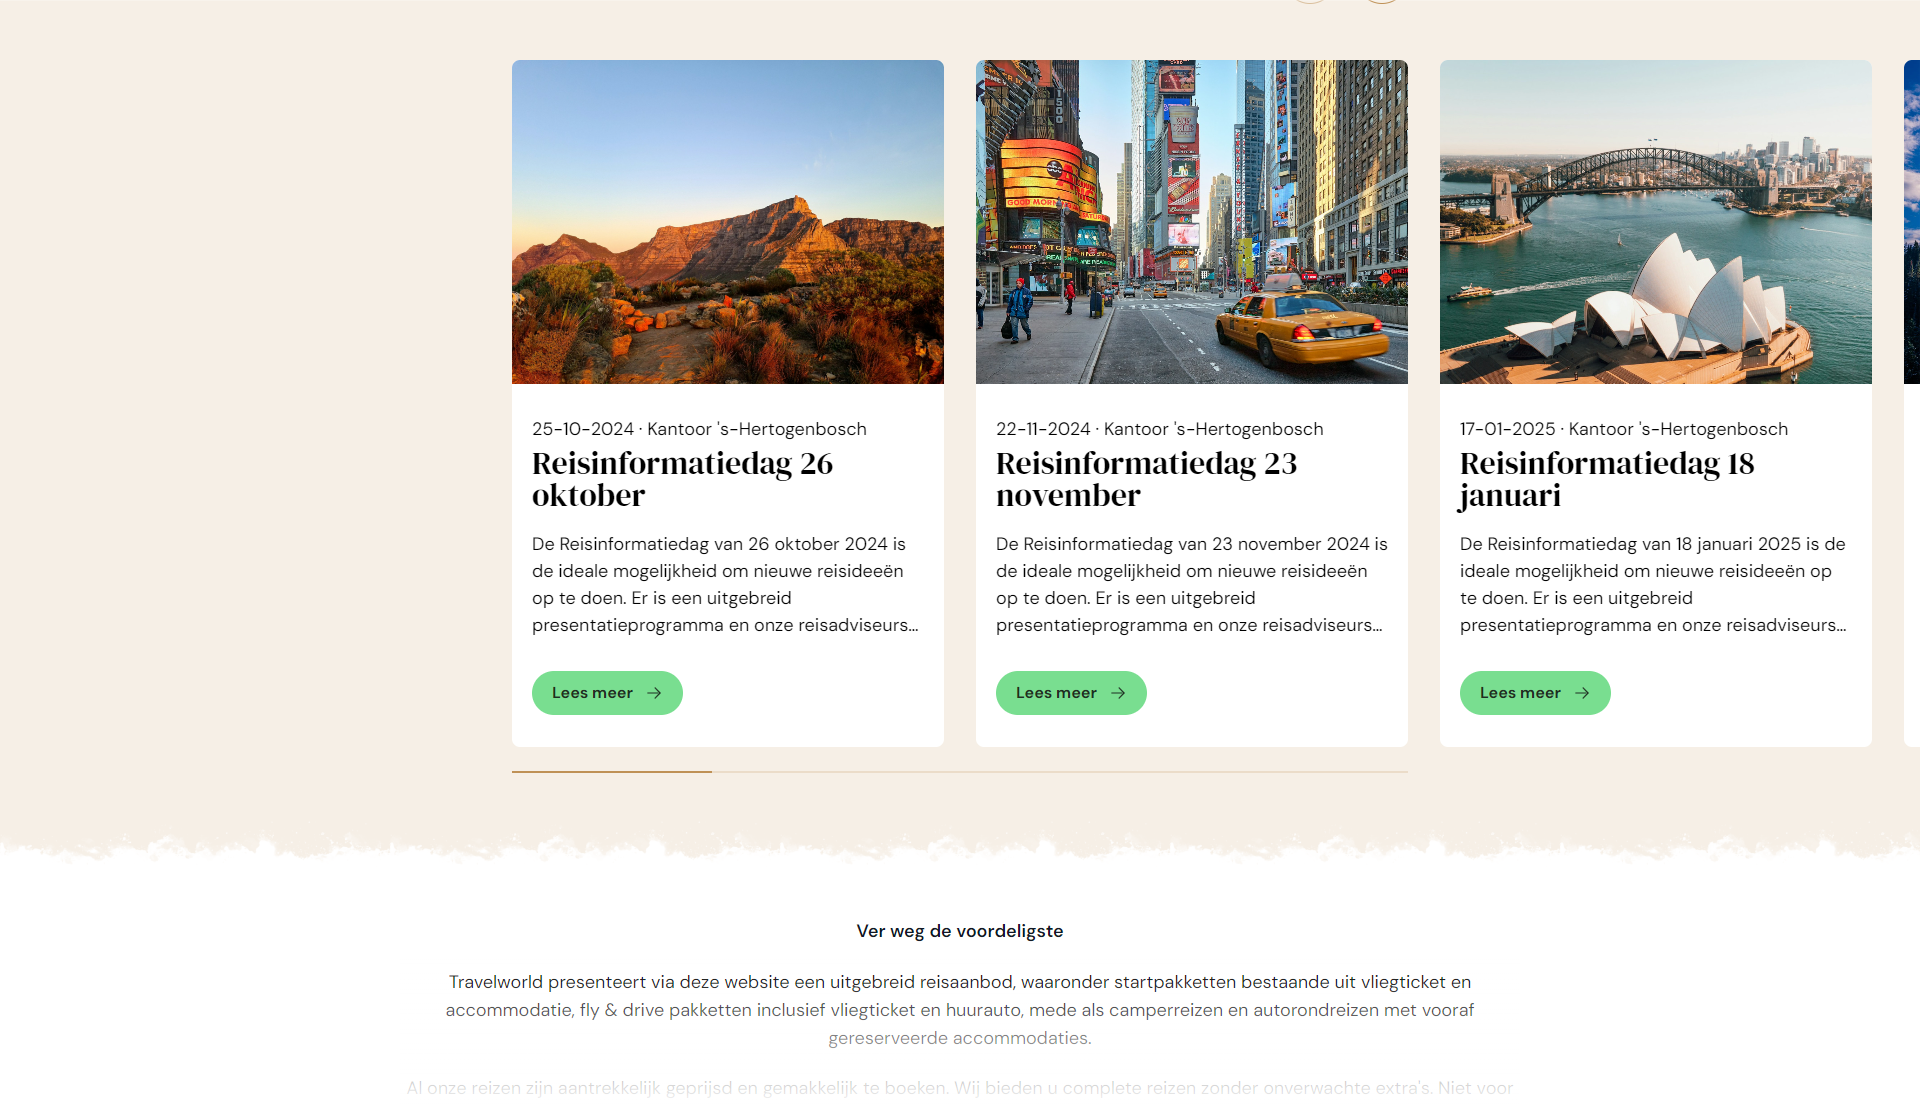 1500
GOOD MORN
25-10-2024 · Kantoor 's-Hertogenbosch
Reisinformatiedag 26
oktober
De Reisinformatiedag van 26 oktober 2024 is
de ideale mogelijkheid om nieuwe reisideeën
op te doen. Er is een uitgebreid
presentatieprogramma en onze reisadviseurs...
Lees meer
22-11-2024 · Kantoor 's-Hertogenbosch
Reisinformatiedag 23
november
De Reisinformatiedag van 23 november 2024 is
de ideale mogelijkheid om nieuwe reisideeën
op te doen. Er is een uitgebreid
presentatieprogramma en onze reisadviseurs...
Lees meer
17-01-2025 · Kantoor 's-Hertogenbosch
Reisinformatiedag 18
januari
De Reisinformatiedag van 18 januari 2025 is de
ideale mogelijkheid om nieuwe reisideeën op
te doen. Er is een uitgebreid
presentatieprogramma en onze reisadviseurs...
Lees meer
Ver weg de voordeligste
Travelworld presenteert via deze website een uitgebreid reisaanbod, waaronder startpakketten bestaande uit vliegticket en
accommodatie, fly & drive pakketten inclusief vliegticket en huurauto, mede als camperreizen en autorondreizen met vooraf
gereserveerde accommodaties.
Al onze reizen zijn aantrekkelijk geprijsd en gemakkelijk te boeken. Wij bieden u complete reizen zonder onverwachte extra's. Niet voor